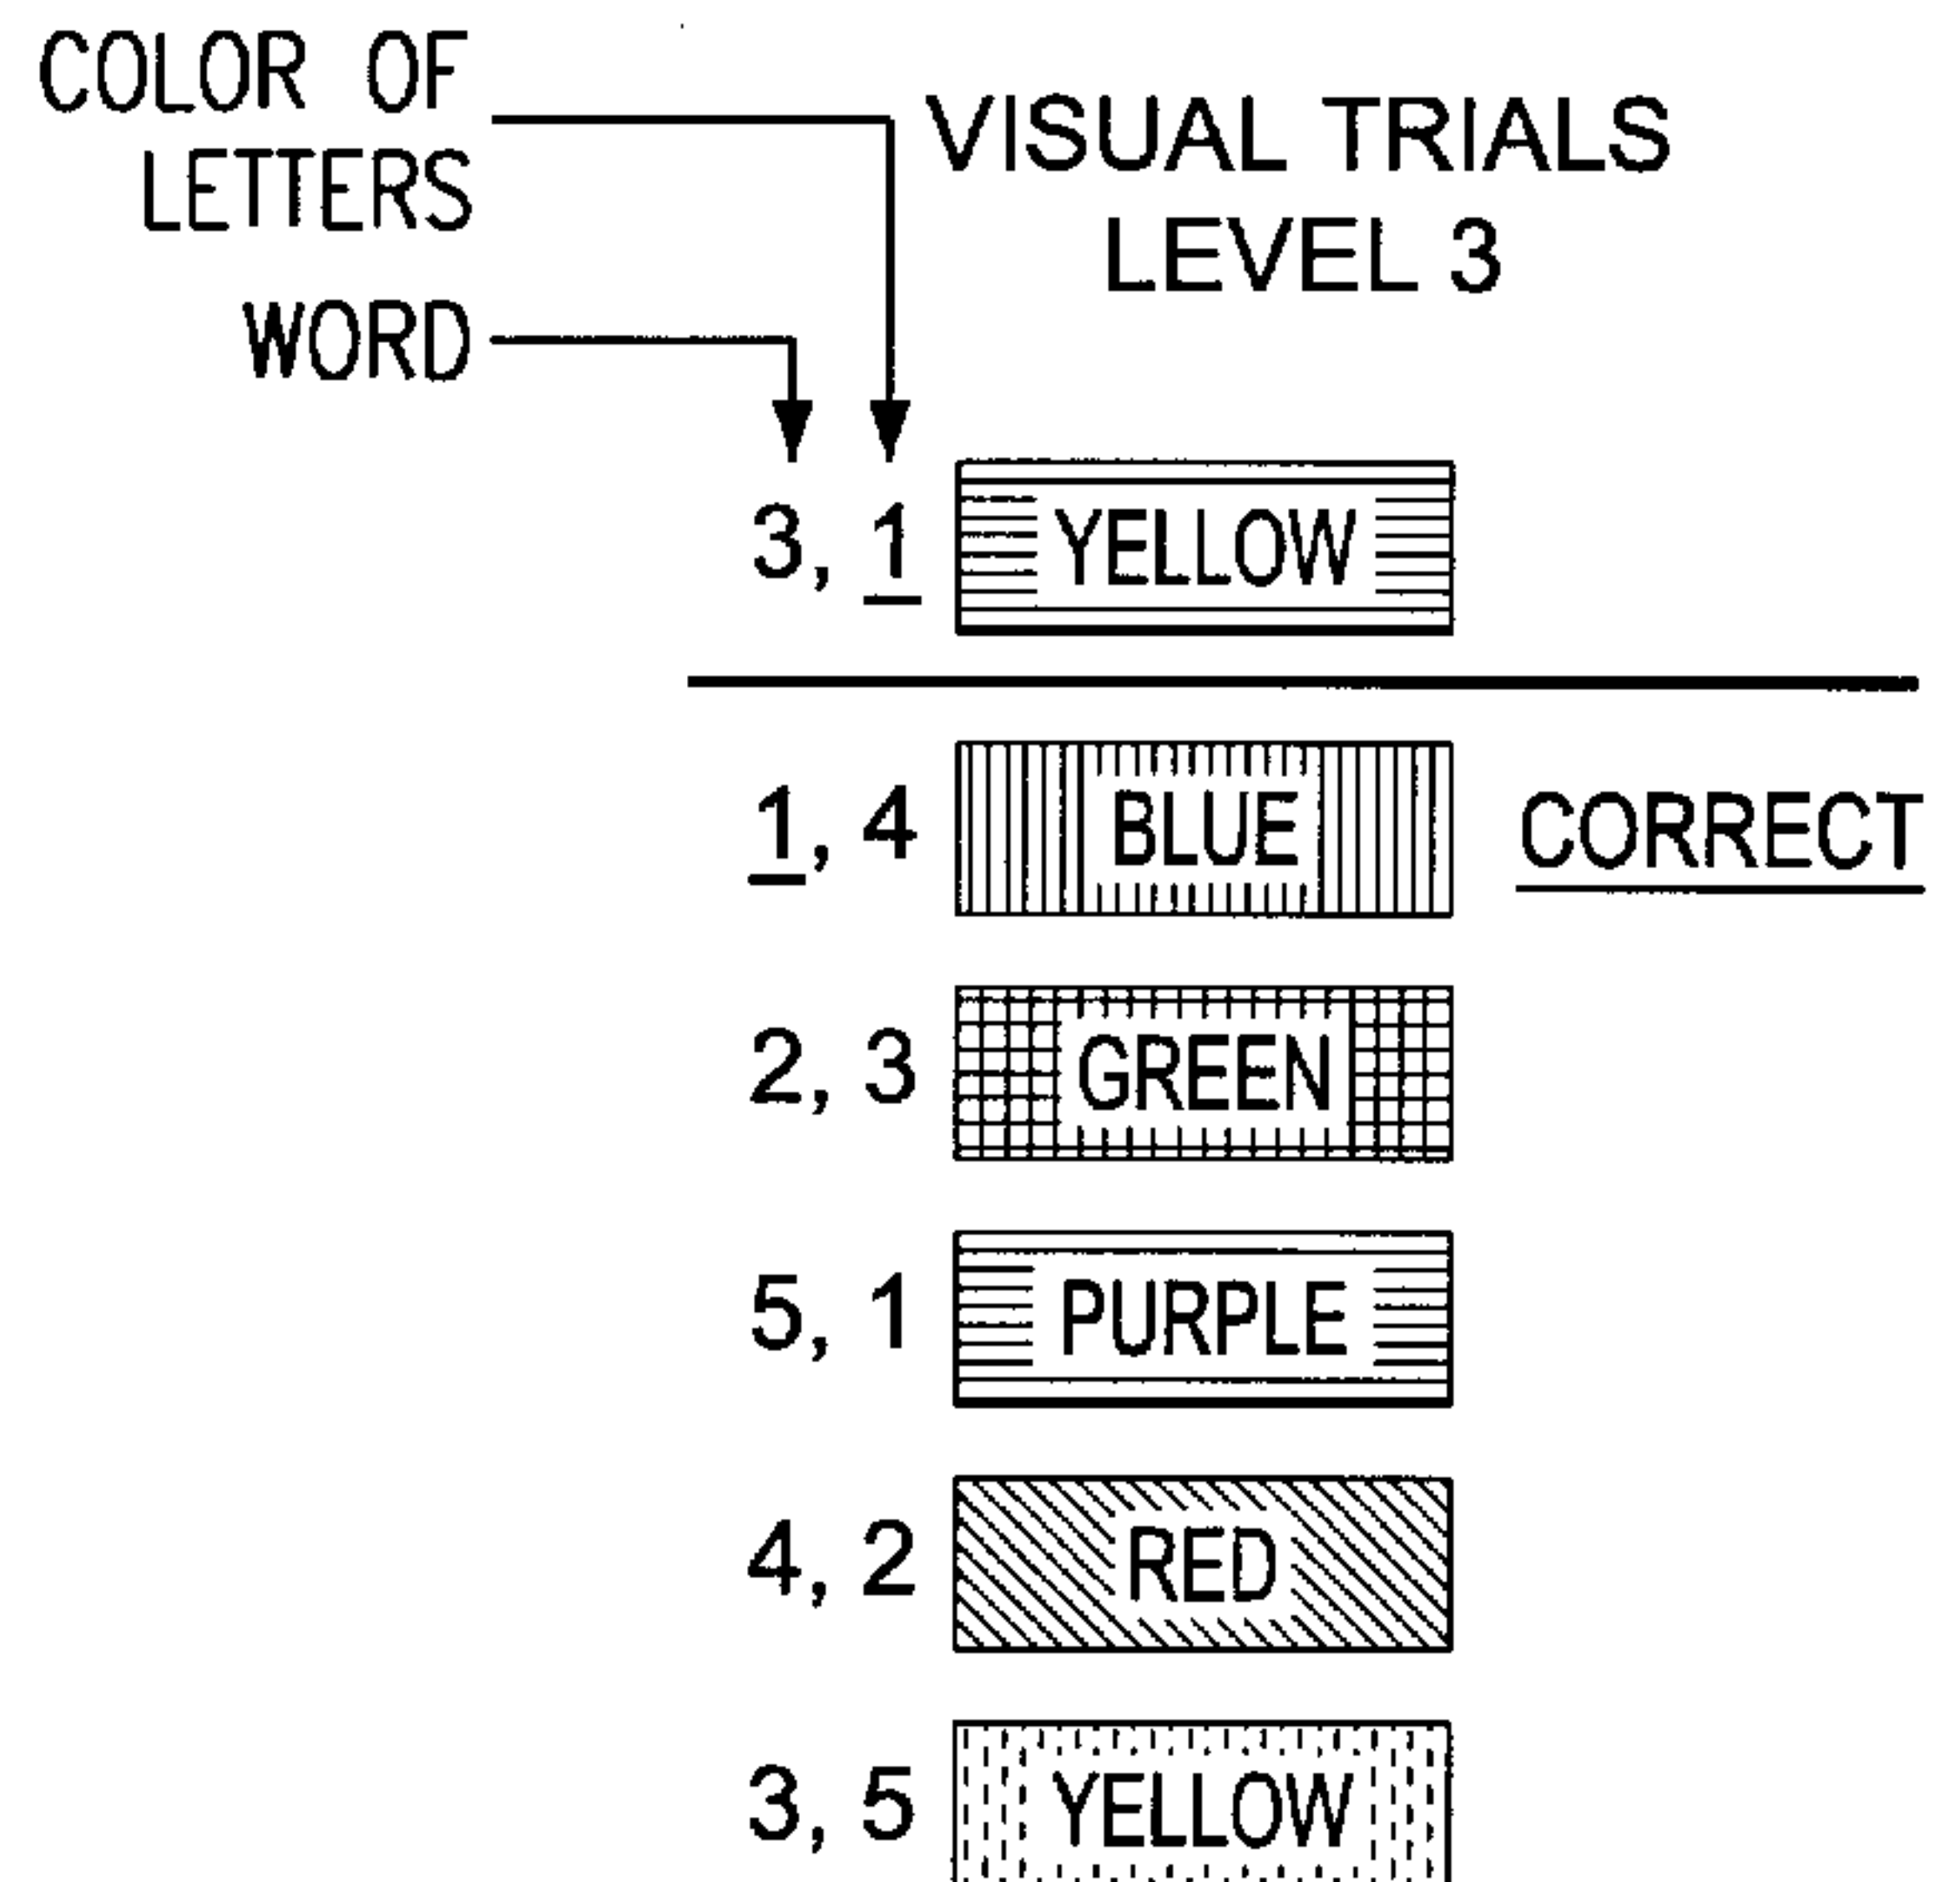 COLOR OF
LETTERS
WORD
VISUAL TRIALS
LEVEL 3
3, 1 YELLOW
1, 4 BLUE CORRECT
2, 3 GREEN
5, 1 PURPLE
4, 2 RED
3, 5 YELLOW